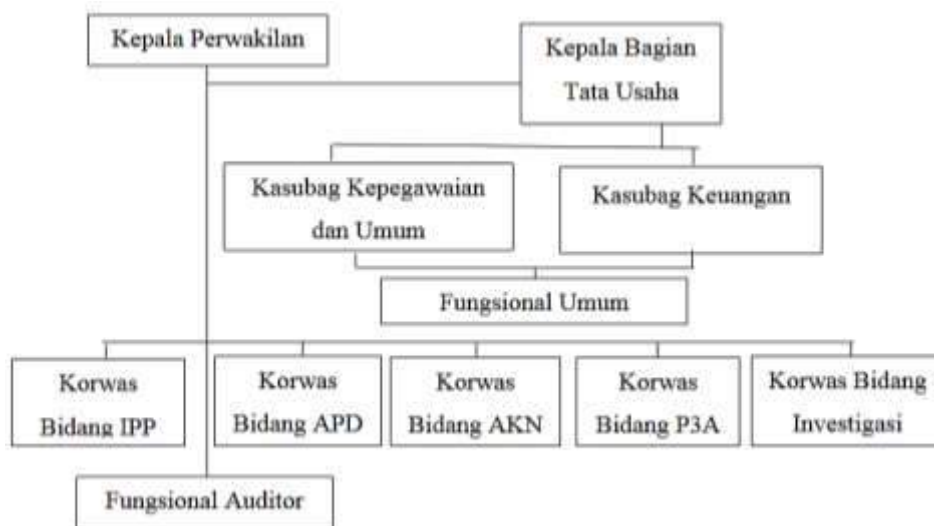 Kepala Perwakilan
Kepala Bagian
Tata Usaha
Kasubag Kepegawaian
dan Umum
Kasubag Keuangan
Fungsional Umum
Korwas
Bidang IPP
Korwas
Bidang APD
Korwas
Bidang AKN
Korwas
Bidang P3A
Korwas Bidang
Investigasi
Fungsional Auditor